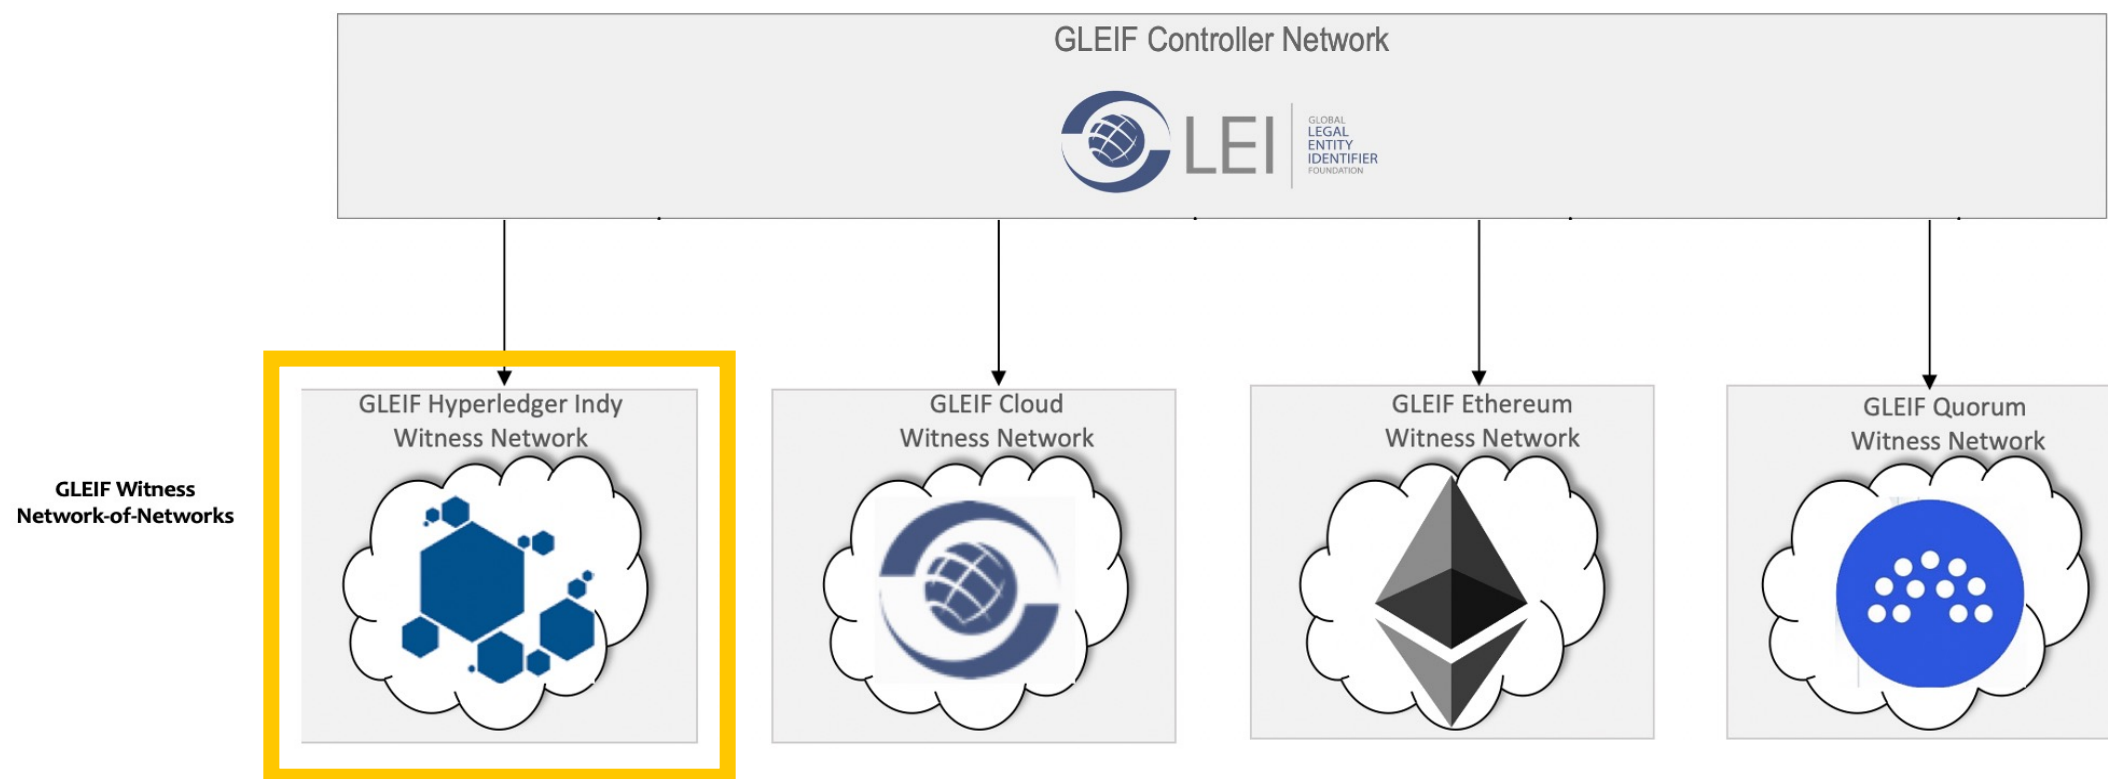 GLEIF Controller Network
LEI
GLOBAL
LEGAL
ENTITY
IDENTIFIER
FOUNDATION
GLEIF Hyperledger Indy
Witness Network
GLEIF Cloud
Witness Network
GLEIF Ethereum
Witness Network
GLEIF Quorum
Witness Network
GLEIF Witness
Network-of-Networks